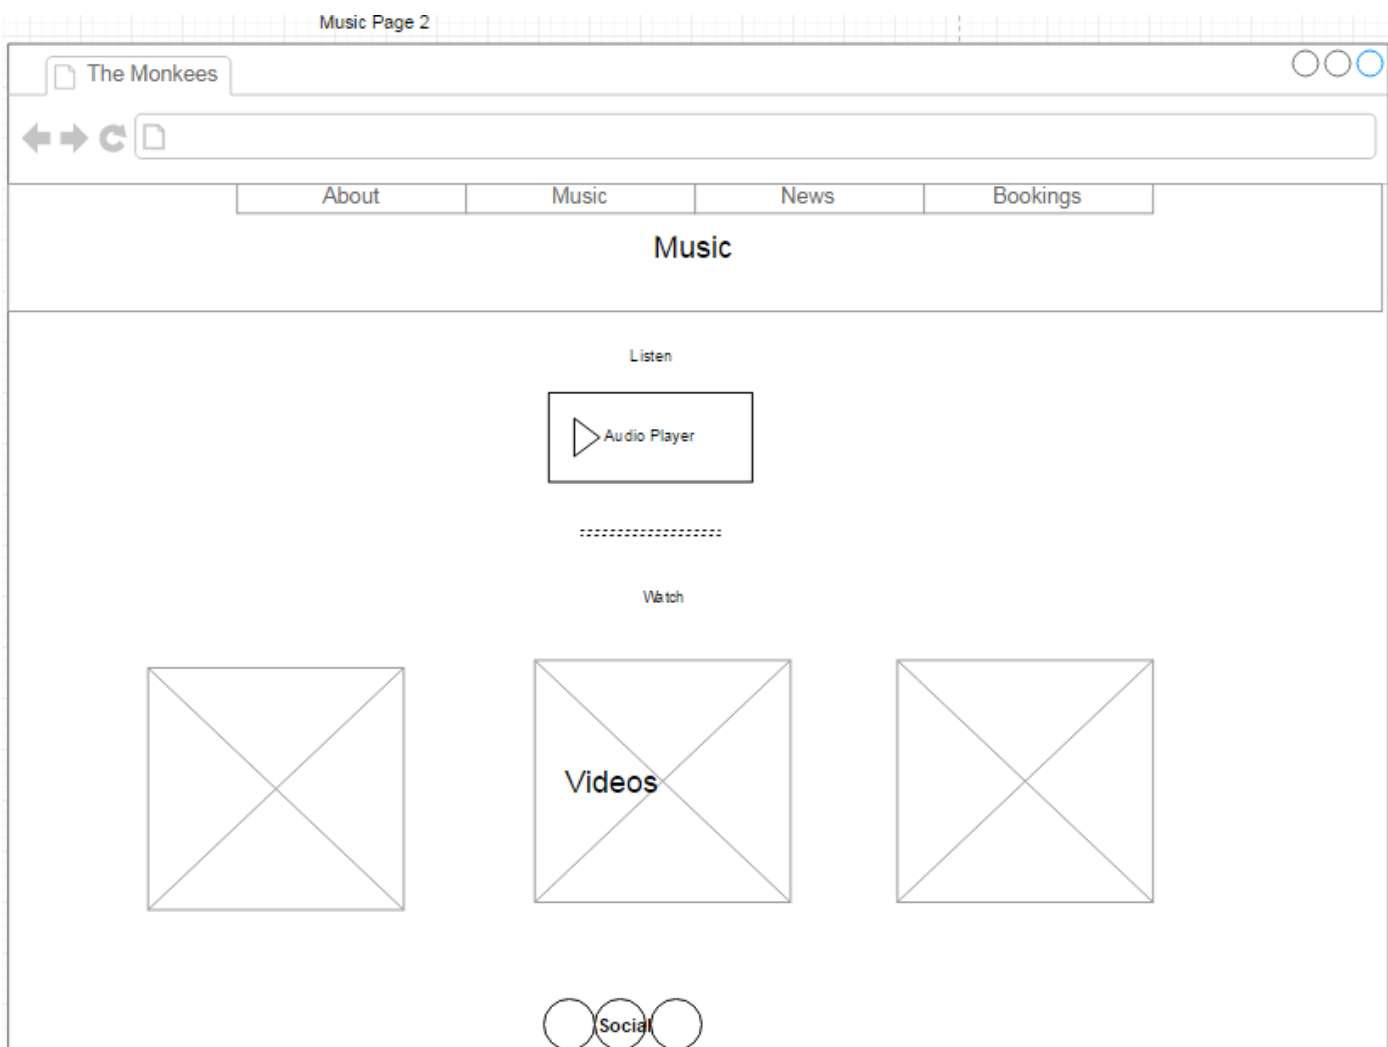 Music Page 2
The Monkees
About Music News Bookings
Music
Listen
Audio Player
Watch
Videos
Social